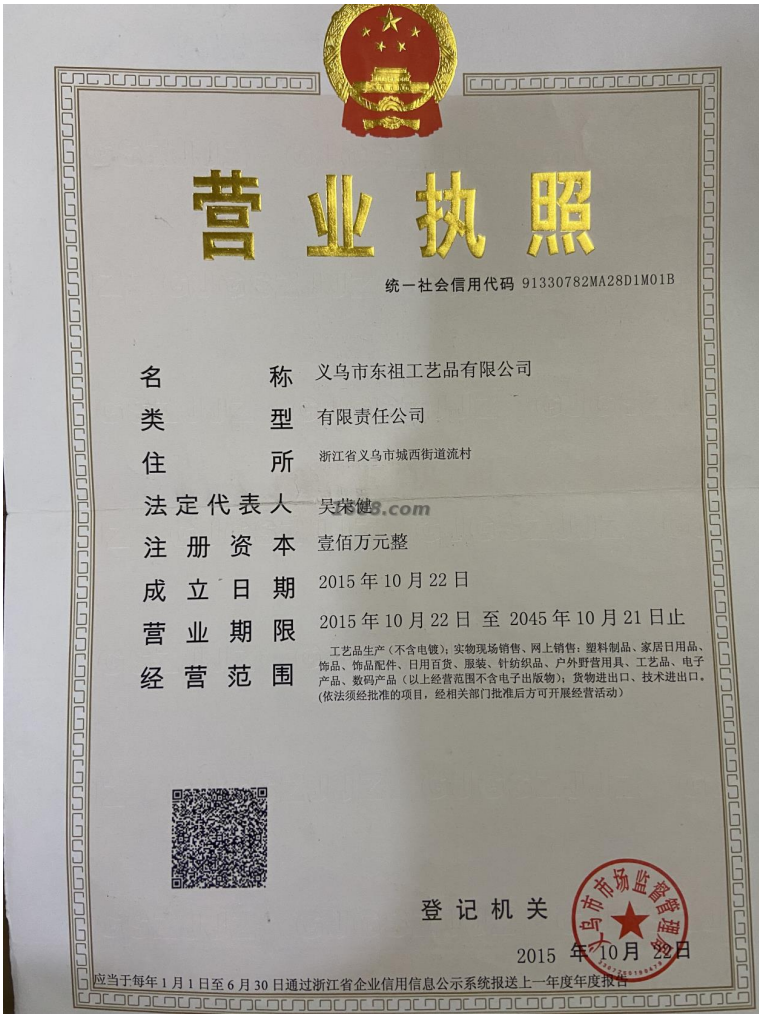 营业执照
统一社会信用代码 91330782MA28D1M01B
名称 义乌市东祖工艺品有限公司
类型 有限责任公司
住所 浙江省义乌市城西街道流村
法定代表人 吴荣健
1688.com
注册资本 壹佰万元整
成立日期 2015年10月22日
营业期限 2015年10月22日至2045年10月21日止
经营范围 工艺品生产(不含电镀);实物现场销售、网上销售:塑料制品、家居日用品、
饰品、饰品配件、日用百货、服装、针纺织品、户外野营用具、工艺品、电子
产品、数码产品(以上经营范围不含电子出版物);货物进出口、技术进出口。
(依法须经批准的项目,经相关部门批准后方可开展经营活动)
登记机关
义乌市市场监督管理局
2015年10月22日
应当于每年1月1日至6月30日通过浙江省企业信用信息公示系统报送上一年度年度报告